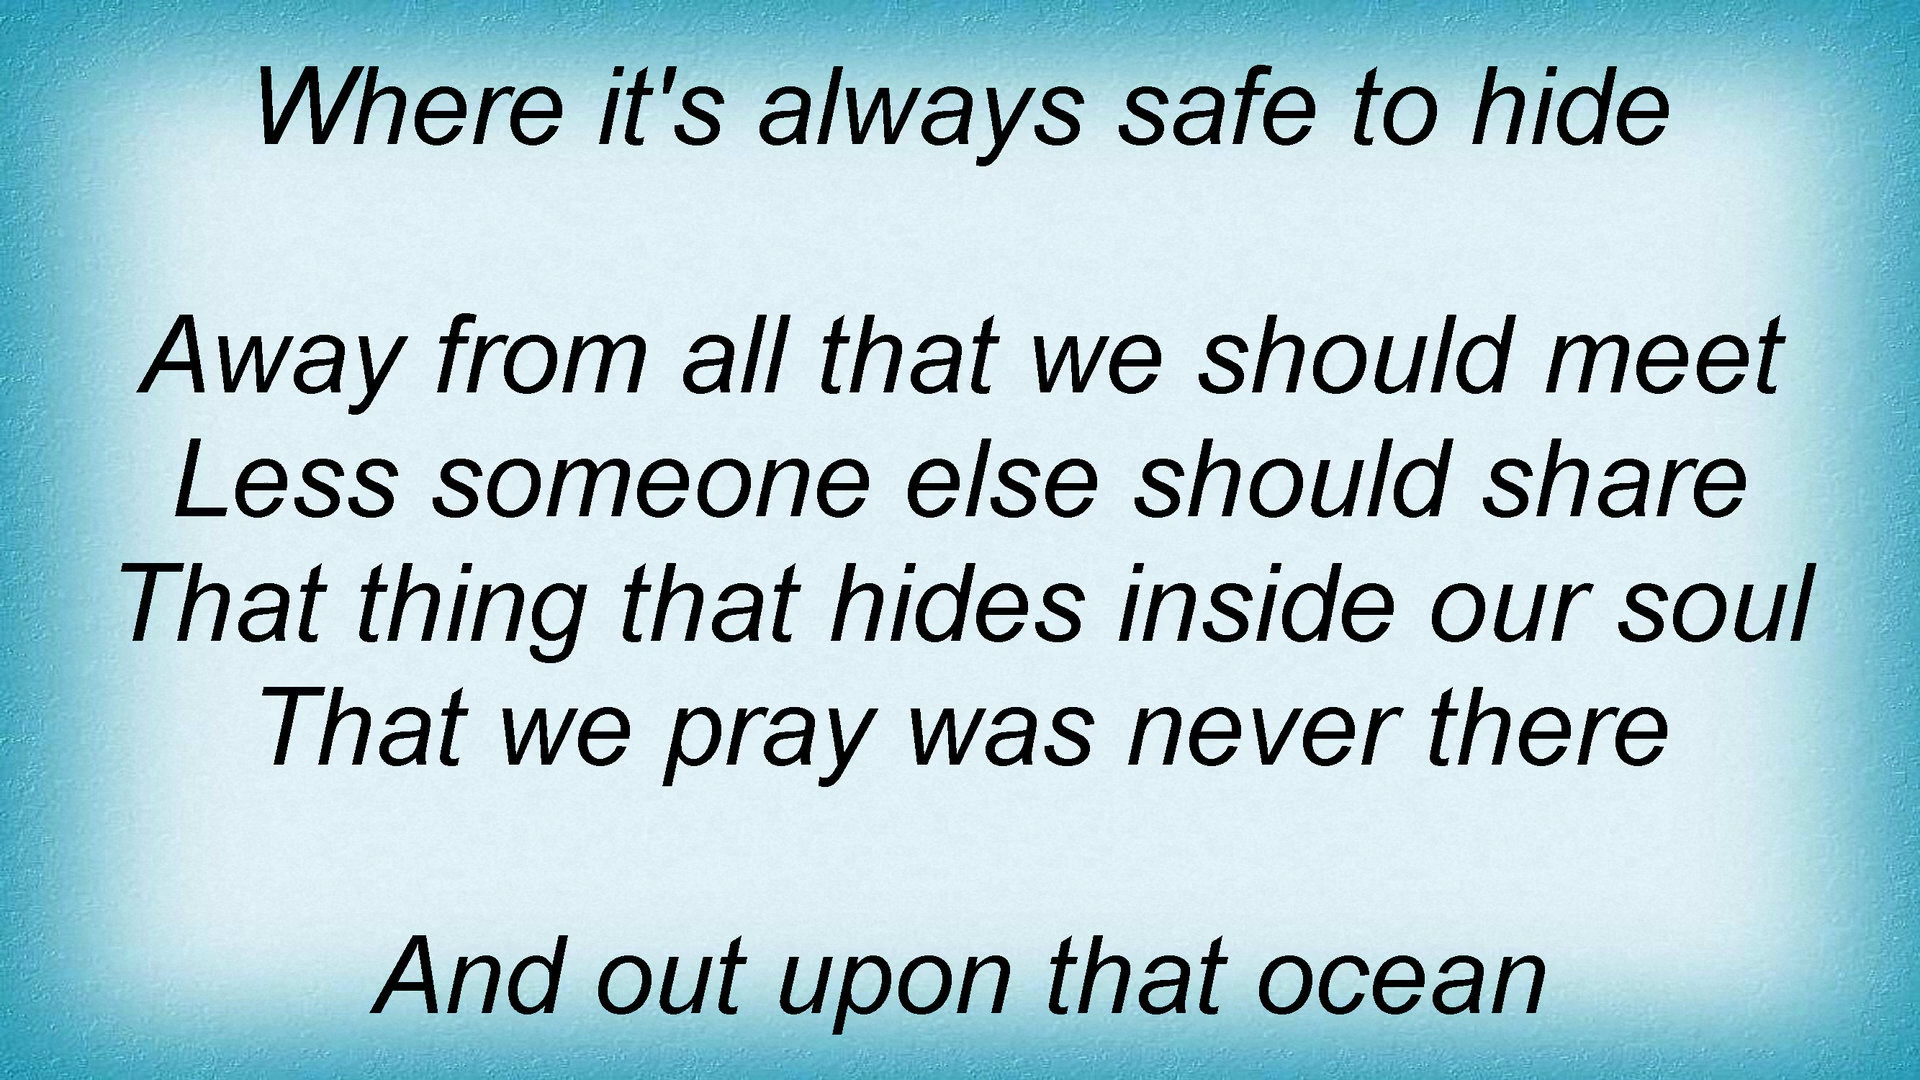 Where it's always safe to hide
Away from all that we should meet
Less someone else should share
That thing that hides inside our soul
That we pray was never there
And out upon that ocean